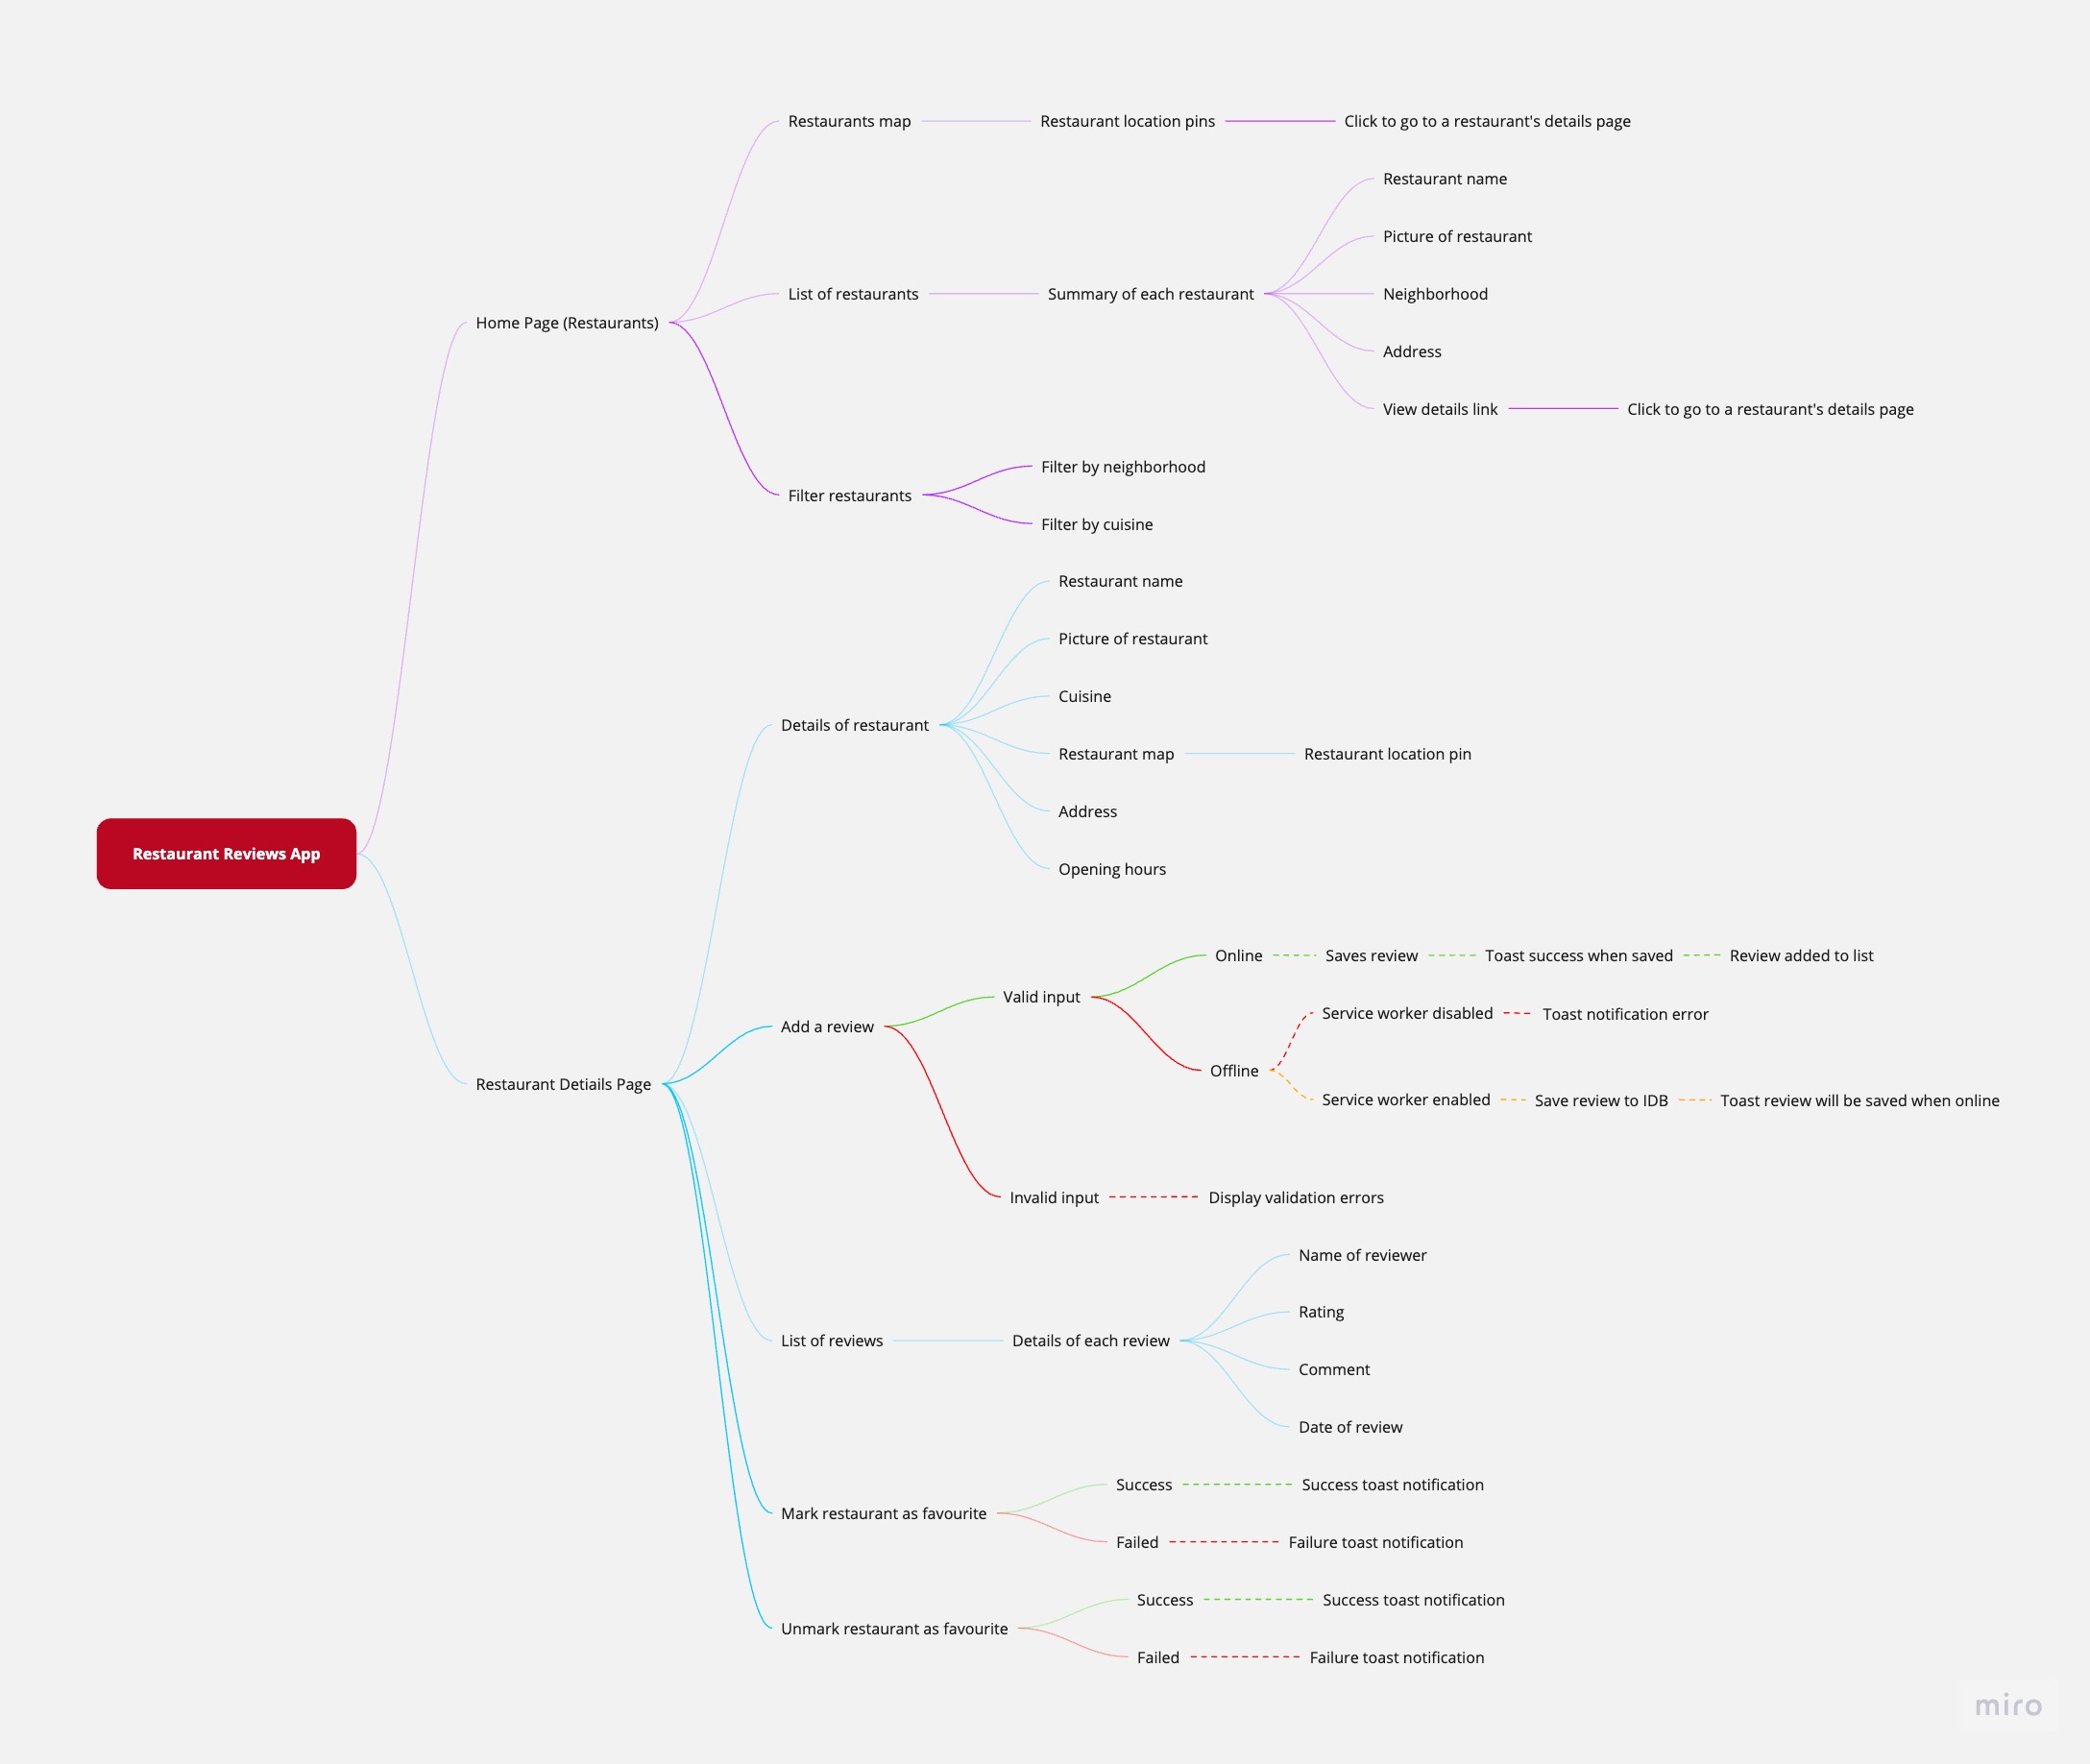 Restaurants map
Restaurant location pins
Click to go to a restaurant's details page
Restaurant name
Picture of restaurant
List of restaurants
Summary of each restaurant
Neighborhood
Home Page (Restaurants)
Address
View details link
Click to go to a restaurant's details page
Filter by neighborhood
Filter restaurants
Filter by cuisine
Restaurant name
Picture of restaurant
Cuisine
Details of restaurant
Restaurant map
Restaurant location pin
Address
Restaurant Reviews App
Opening hours
Online
Saves review
Toast success when saved
Review added to list
Valid input
Service worker disabled
Toast notification error
Add a review
Offline
Restaurant Detiails Page
Service worker enabled
Save review to IDB
Toast review will be saved when online
Invalid input
Display validation errors
Name of reviewer
Rating
List of reviews
Details of each review
Comment
Date of review
Success
Success toast notification
Mark restaurant as favourite
Failed
Failure toast notification
Success
Success toast notification
Unmark restaurant as favourite
Failed
Failure toast notification
miro